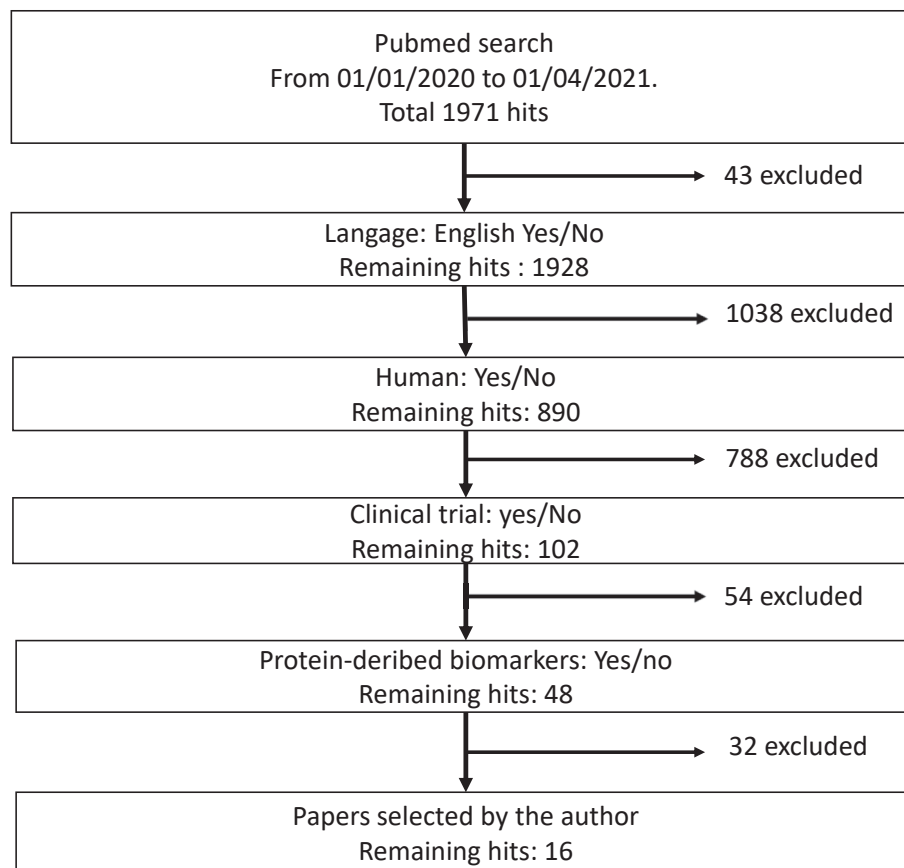 Pubmed search
From 01/01/2020 to 01/04/2021.
Total 1971 hits
43 excluded
Langage: English Yes/No
Remaining hits : 1928
1038 excluded
Human: Yes/No
Remaining hits: 890
788 excluded
Clinical trial: yes/No
Remaining hits: 102
54 excluded
Protein-deribed biomarkers: Yes/no
Remaining hits: 48
32 excluded
Papers selected by the author
Remaining hits: 16